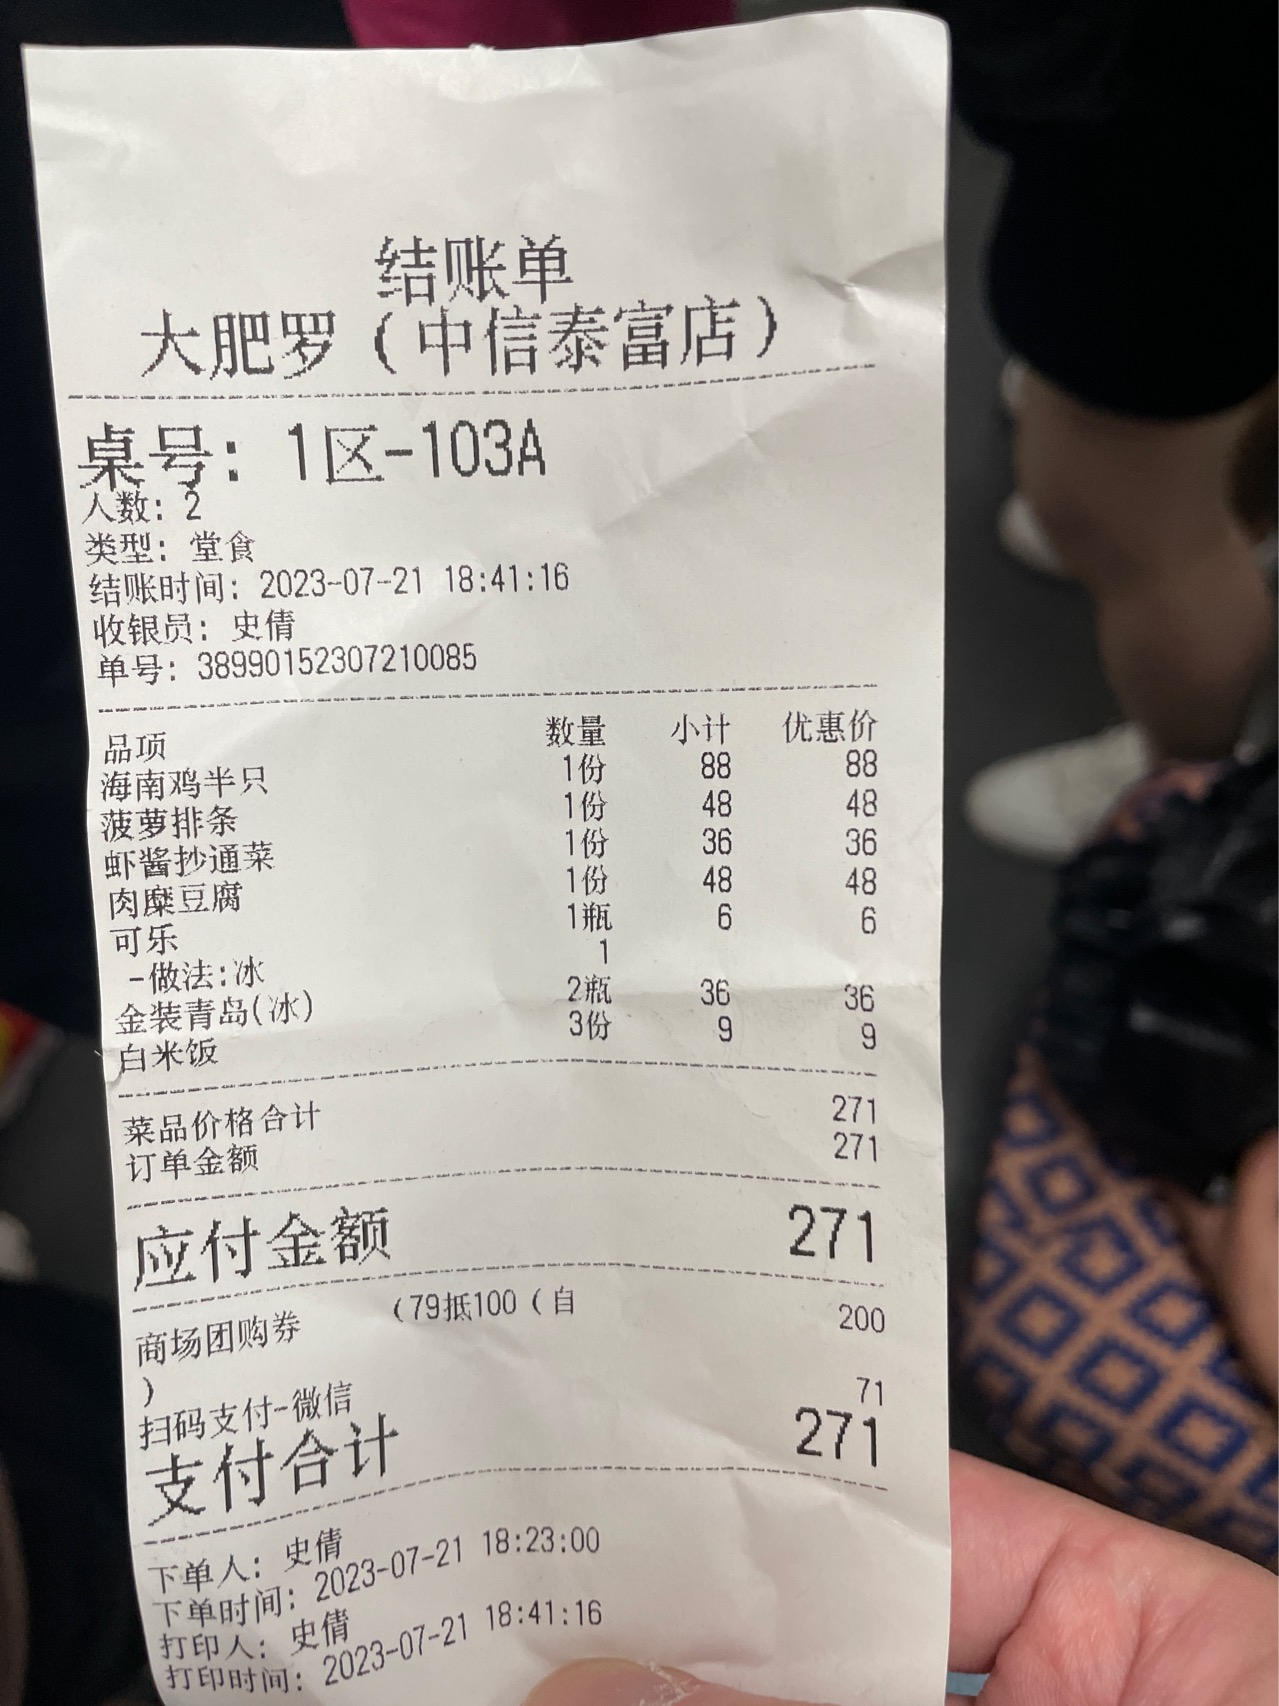 结账单
大肥罗（中信泰富店）
桌号: 1区-103A
人数: 2
类型: 堂食
结账时间: 2023-07-21 18:41:16
收银员: 史倩
单号: 38990152307210085
品项 数量 小计 优惠价
海南鸡半只 1份 88 88
菠萝排条 1份 48 48
虾酱抄通菜 1份 36 36
肉糜豆腐 1份 48 48
可乐 1瓶 6 6
-做法:冰 1
金装青岛(冰) 2瓶 36 36
白米饭 3份 9 9
菜品价格合计 271
订单金额 271
应付金额 271
商场团购券 （79抵100（自 200
）
扫码支付-微信 71
支付合计 271
下单人: 史倩
下单时间: 2023-07-21 18:23:00
打印人: 史倩
打印时间: 2023-07-21 18:41:16